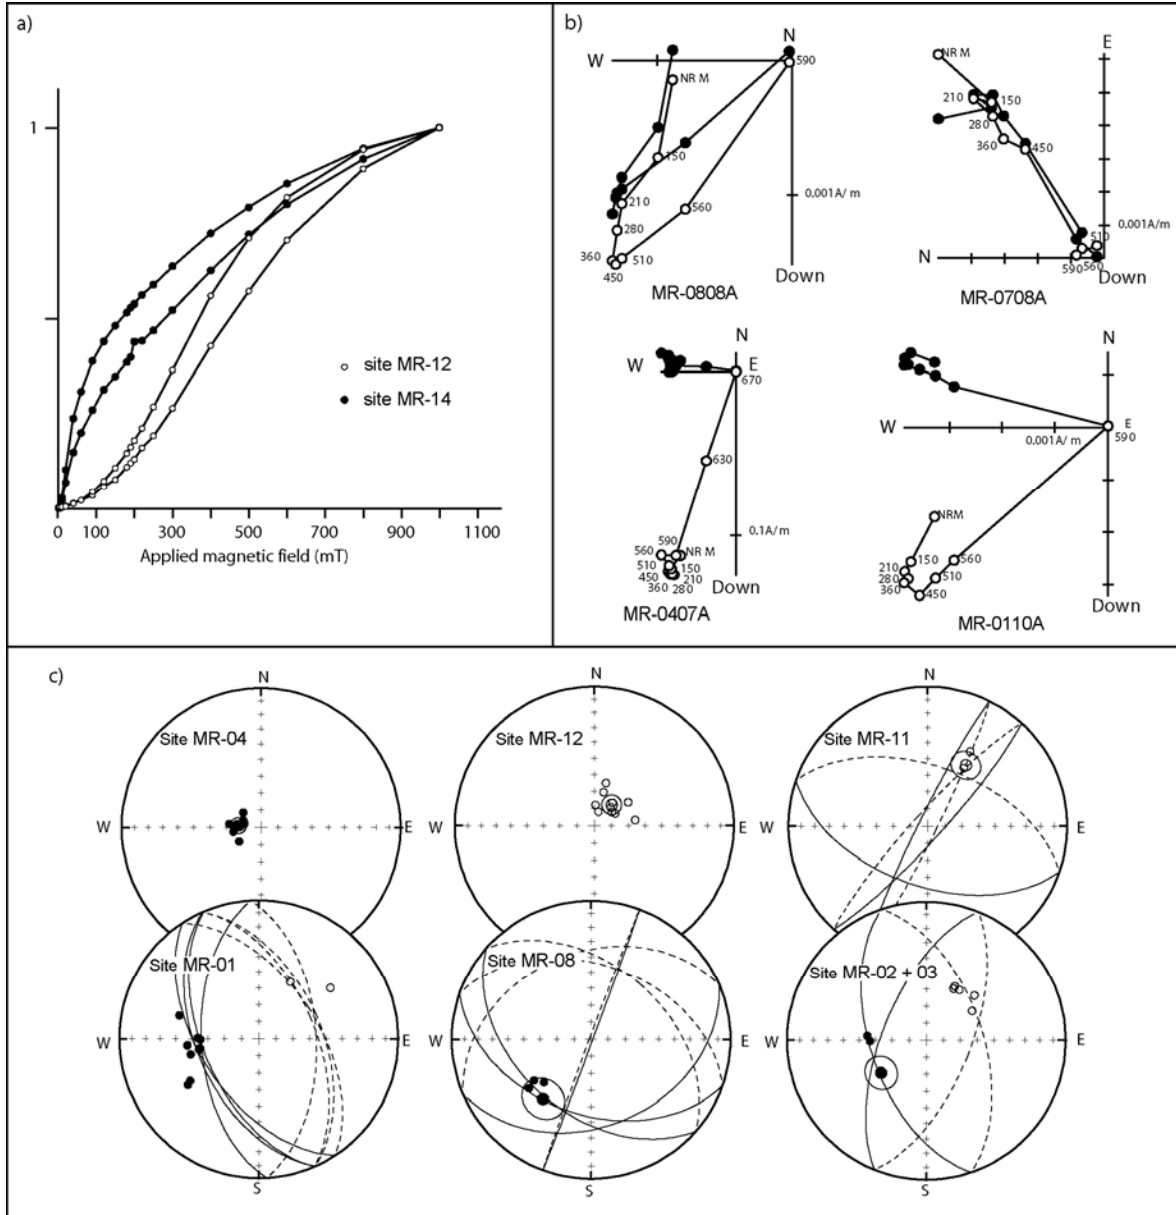 a)
1
site MR-12
site MR-14
100 300 500 700 900 1100
Applied magnetic field (mT)
b)
N
W
590
NR M
150
0.001A/ m
210
560
280
360
510
450
Down
MR-0808A
E
NR M
210
150
280
360
450
0.001A/m
510
N
590
560
Down
MR-0708A
N
W
E
670
630
0.1A/ m
590
560
NR M
510
150
450
210
360
280
Down
MR-0407A
N
W
E
0.001A/ m
590
NRM
150
560
210
280
510
360
450
Down
MR-0110A
c)
N
Site MR-04
W
E
N
Site MR-12
W
E
N
Site MR-11
W
E
Site MR-01
W
E
S
Site MR-08
W
E
S
Site MR-02 + 03
W
E
S